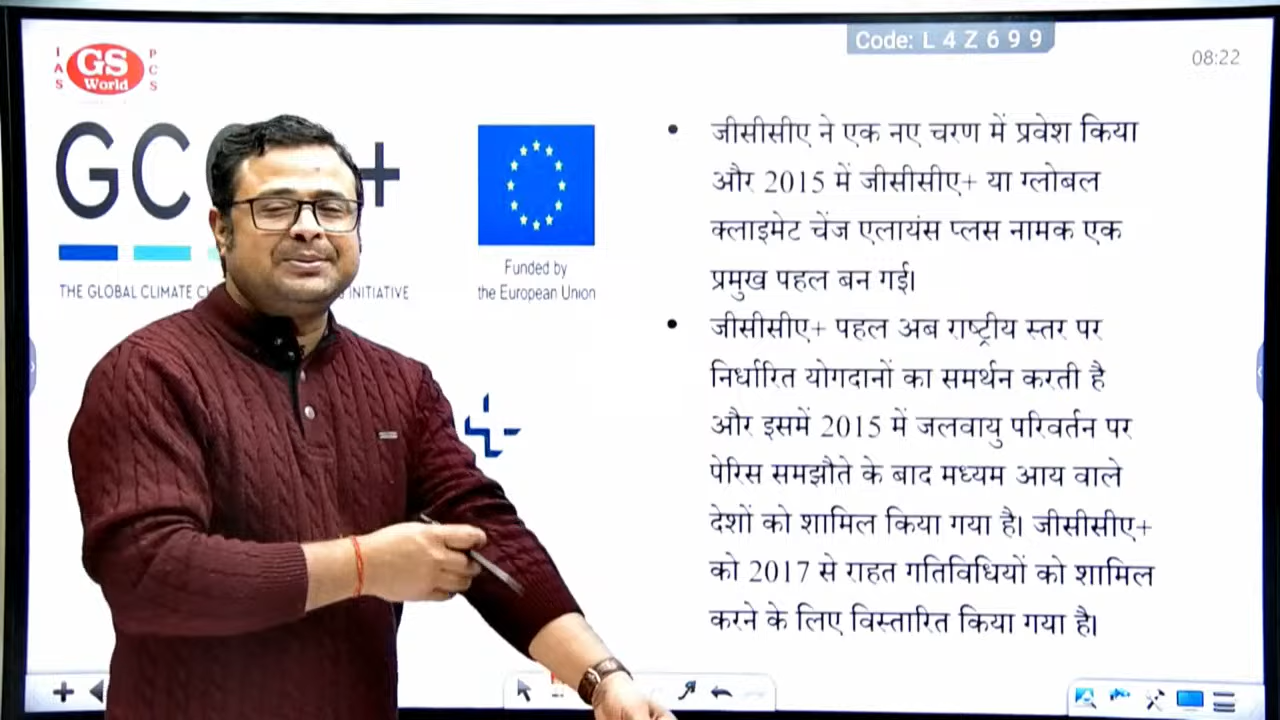 Code: L 4 Z 6 9 9
08:22
IAS
GS
World
PCS
GC
+
THE GLOBAL CLIMATE
INITIATIVE
Funded by
the European Union
• जीसीसीए ने एक नए चरण में प्रवेश किया
और 2015 में जीसीसीए+ या ग्लोबल
क्लाइमेट चेंज एलायंस प्लस नामक एक
प्रमुख पहल बन गई।
• जीसीसीए+ पहल अब राष्ट्रीय स्तर पर
निर्धारित योगदानों का समर्थन करती है
और इसमें 2015 में जलवायु परिवर्तन पर
पेरिस समझौते के बाद मध्यम आय वाले
देशों को शामिल किया गया है। जीसीसीए+
को 2017 से राहत गतिविधियों को शामिल
करने के लिए विस्तारित किया गया है।